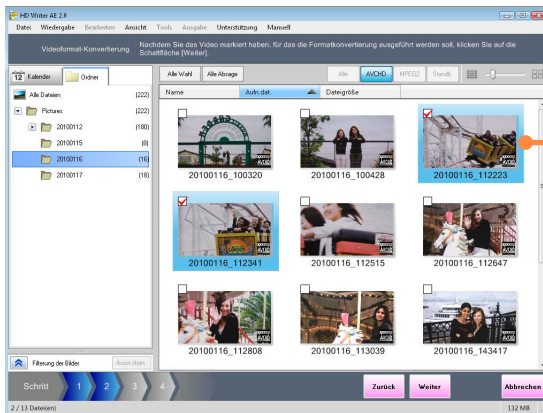 HD Writer AE 2.1
Datei Wiedergabe Bearbeiten Ansicht Tools Ausgabe Unterstützung Manuell
Videoformat-Konvertierung
Nachdem Sie das Video markiert haben, für das die Formatkonvertierung ausgeführt werden soll, klicken Sie auf die
Schaltfläche [Weiter].
12 Kalender Ordner
Alle Wahl Alle Absage Alle AVCHD MPEG2 Standb.
Alle Dateien (222)
Name Aufn.dat. Dateigröße
Pictures (222)
20100112 (180)
20100115 (8)
20100116 (16)
20100117 (18)
20100116_100320 20100116_100428 20100116_112223
20100116_112341 20100116_112515 20100116_112647
20100116_112808 20100116_113039 20100116_143417
Filterung der Bilder
Schritt 1 2 3 4
Zurück Weiter Abbrechen
2 / 13 Datei(en) 132 MB